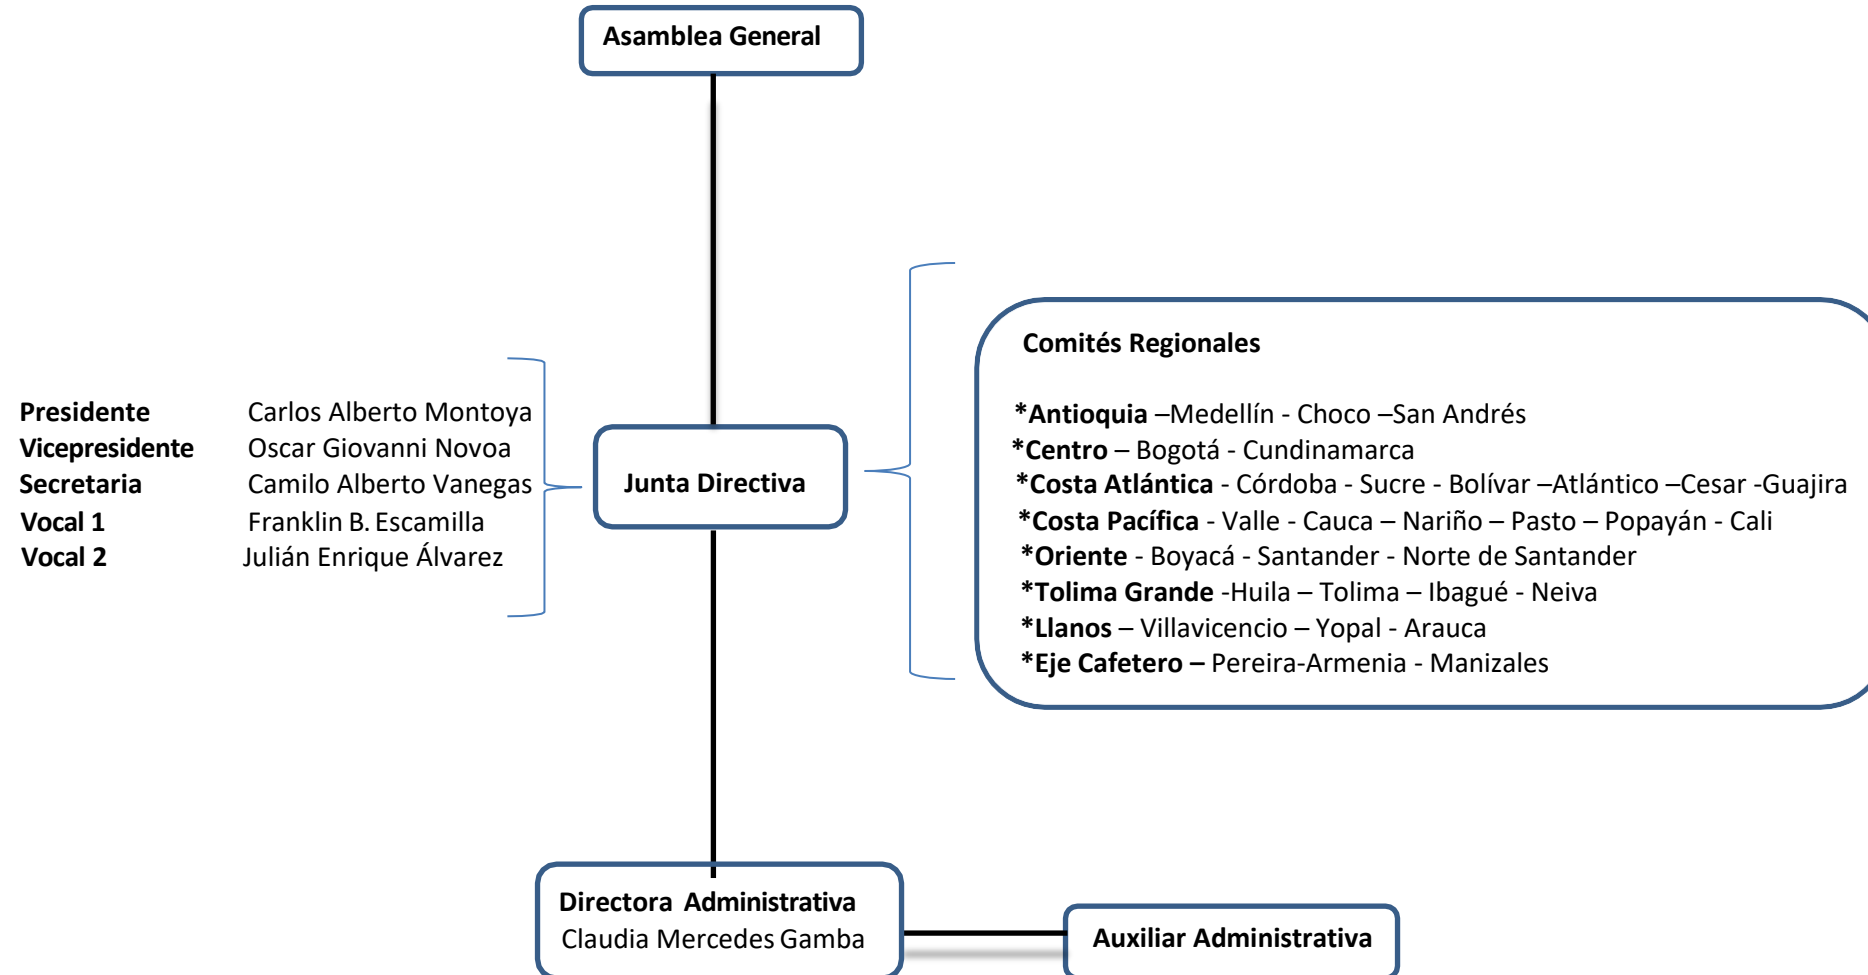 Asamblea General
Presidente Carlos Alberto Montoya
Vicepresidente Oscar Giovanni Novoa
Secretaria Camilo Alberto Vanegas
Vocal 1 Franklin B. Escamilla
Vocal 2 Julián Enrique Álvarez
Junta Directiva
Comités Regionales
*Antioquia –Medellín - Choco –San Andrés
*Centro – Bogotá - Cundinamarca
*Costa Atlántica - Córdoba - Sucre - Bolívar –Atlántico –Cesar -Guajira
*Costa Pacífica - Valle - Cauca – Nariño – Pasto – Popayán - Cali
*Oriente - Boyacá - Santander - Norte de Santander
*Tolima Grande -Huila – Tolima – Ibagué - Neiva
*Llanos – Villavicencio – Yopal - Arauca
*Eje Cafetero – Pereira-Armenia - Manizales
Directora Administrativa
Claudia Mercedes Gamba
Auxiliar Administrativa